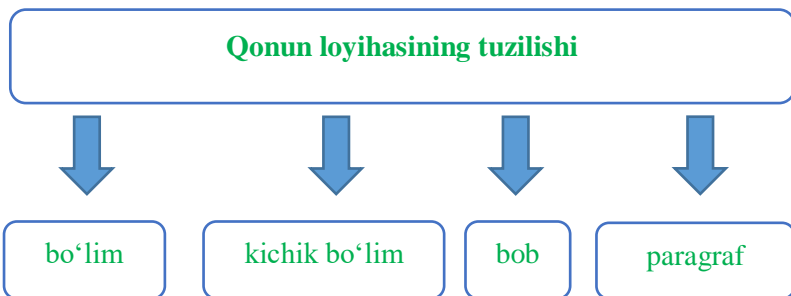 Qonun loyihasining tuzilishi
bo‘lim
kichik bo‘lim
bob
paragraf